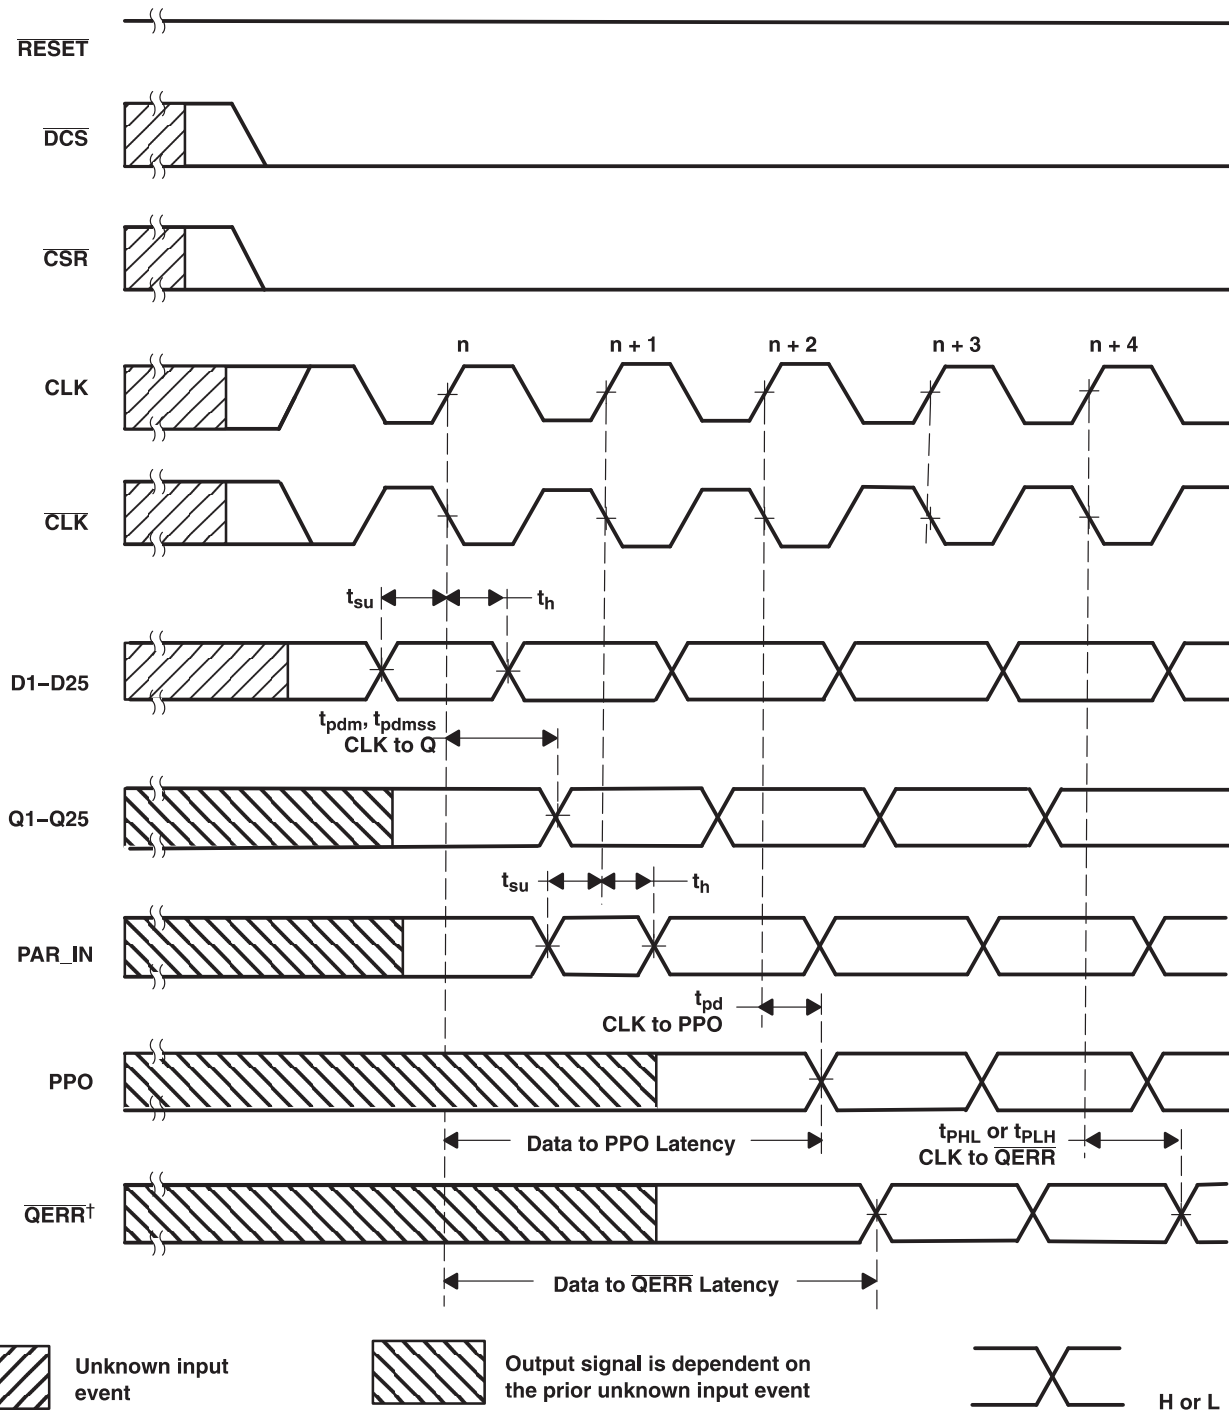 RESET
DCS
CSR
n n + 1 n + 2 n + 3 n + 4
CLK
CLK
tsu th
D1–D25
tpdm, tpdmss
CLK to Q
Q1–Q25
tsu th
PAR_IN
tpd
CLK to PPO
PPO
Data to PPO Latency
tPHL or tPLH
CLK to QERR
QERR†
Data to QERR Latency
Unknown input
event
Output signal is dependent on
the prior unknown input event
H or L